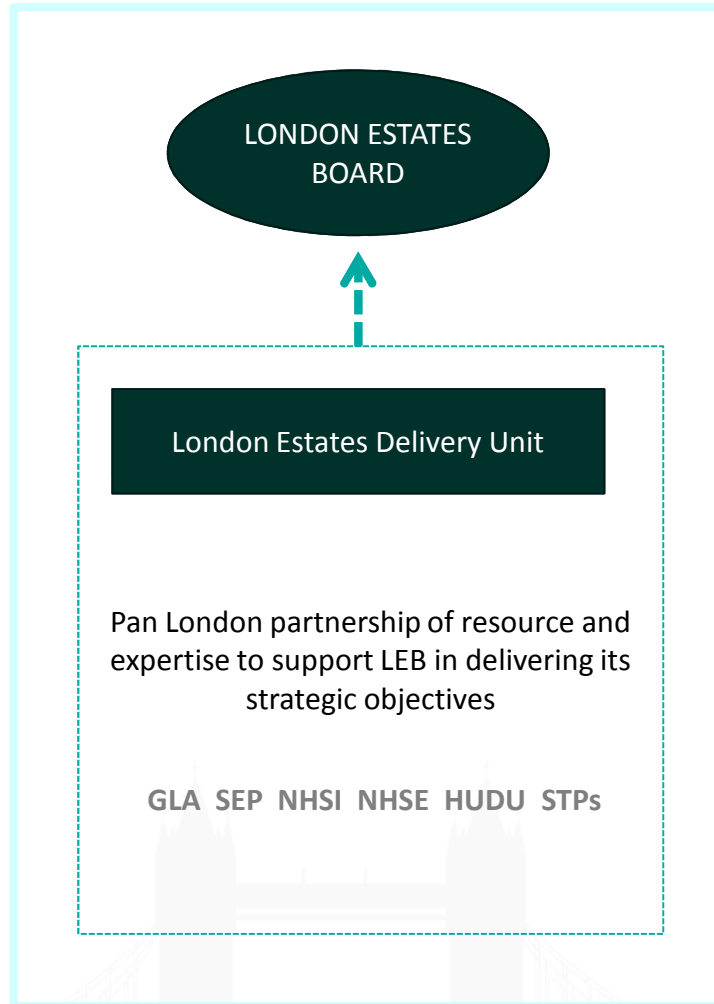 LONDON ESTATES
BOARD
London Estates Delivery Unit
Pan London partnership of resource and
expertise to support LEB in delivering its
strategic objectives
GLA SEP NHSI NHSE HUDU STPs